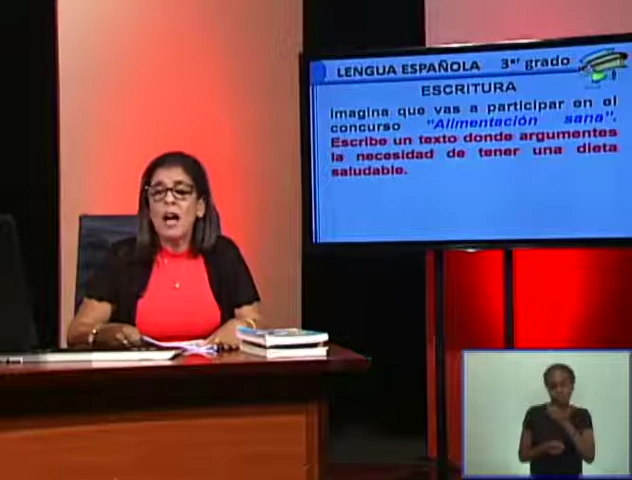 LENGUA ESPAÑOLA 3er grado
ESCRITURA
Imagina que vas a participar en el
concurso "Alimentación sana".
Escribe un texto donde argumentes
la necesidad de tener una dieta
saludable.